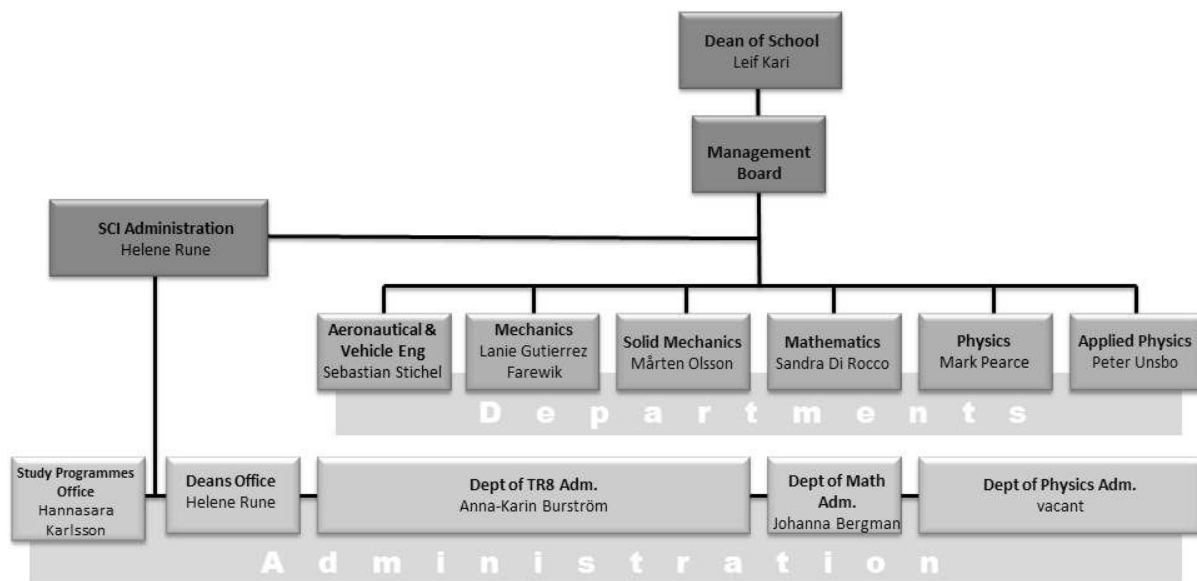 Dean of School
Leif Kari
Management
Board
SCI Administration
Helene Rune
Aeronautical &
Vehicle Eng
Sebastian Stichel
Mechanics
Lanie Gutierrez
Farewik
Solid Mechanics
Mårten Olsson
Mathematics
Sandra Di Rocco
Physics
Mark Pearce
Applied Physics
Peter Unsbo
Departments
Study Programmes
Office
Hannasara
Karlsson
Deans Office
Helene Rune
Dept of TR8 Adm.
Anna-Karin Burström
Dept of Math
Adm.
Johanna Bergman
Dept of Physics Adm.
vacant
Administration